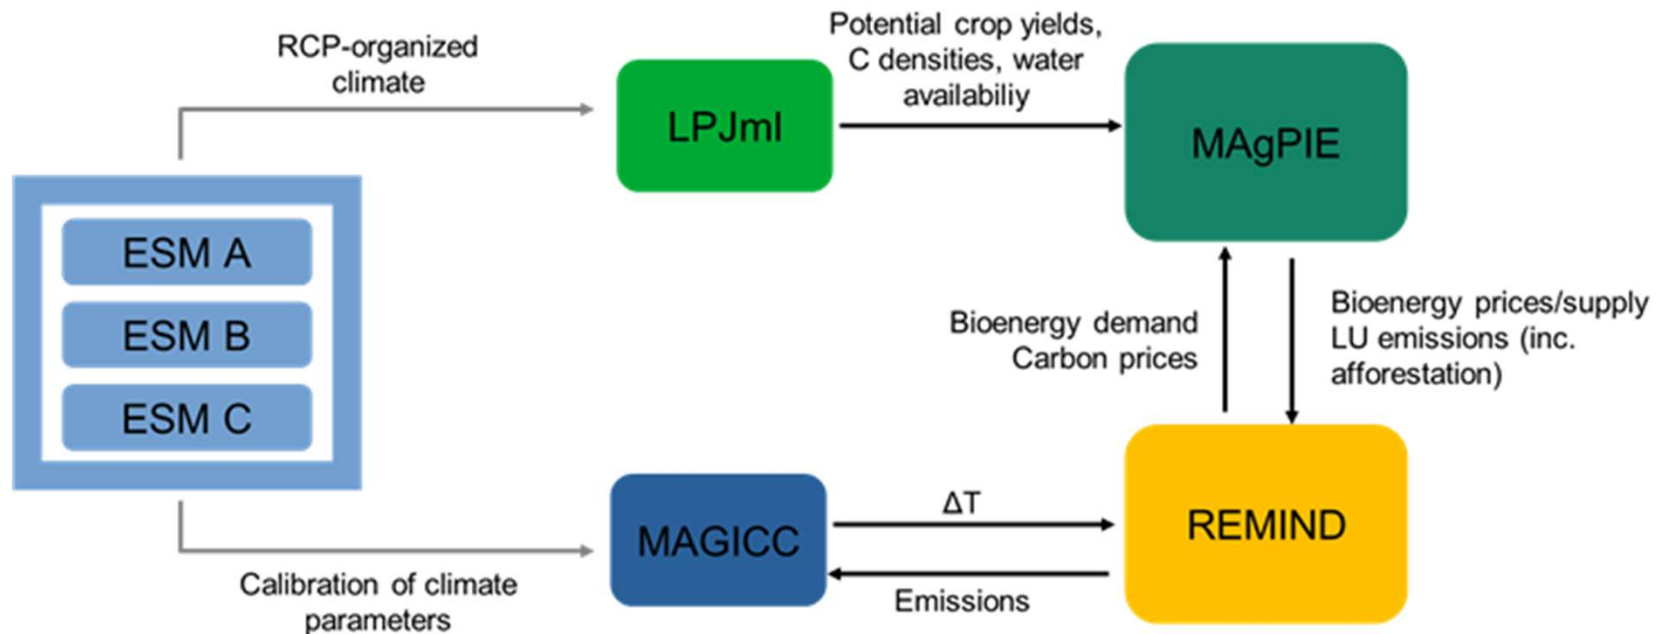 RCP-organized
climate
Potential crop yields,
C densities, water
availabiliy
LPJml
MAgPIE
ESM A
ESM B
ESM C
Bioenergy demand
Carbon prices
Bioenergy prices/supply
LU emissions (inc.
afforestation)
MAGICC
ΔT
REMIND
Emissions
Calibration of climate
parameters